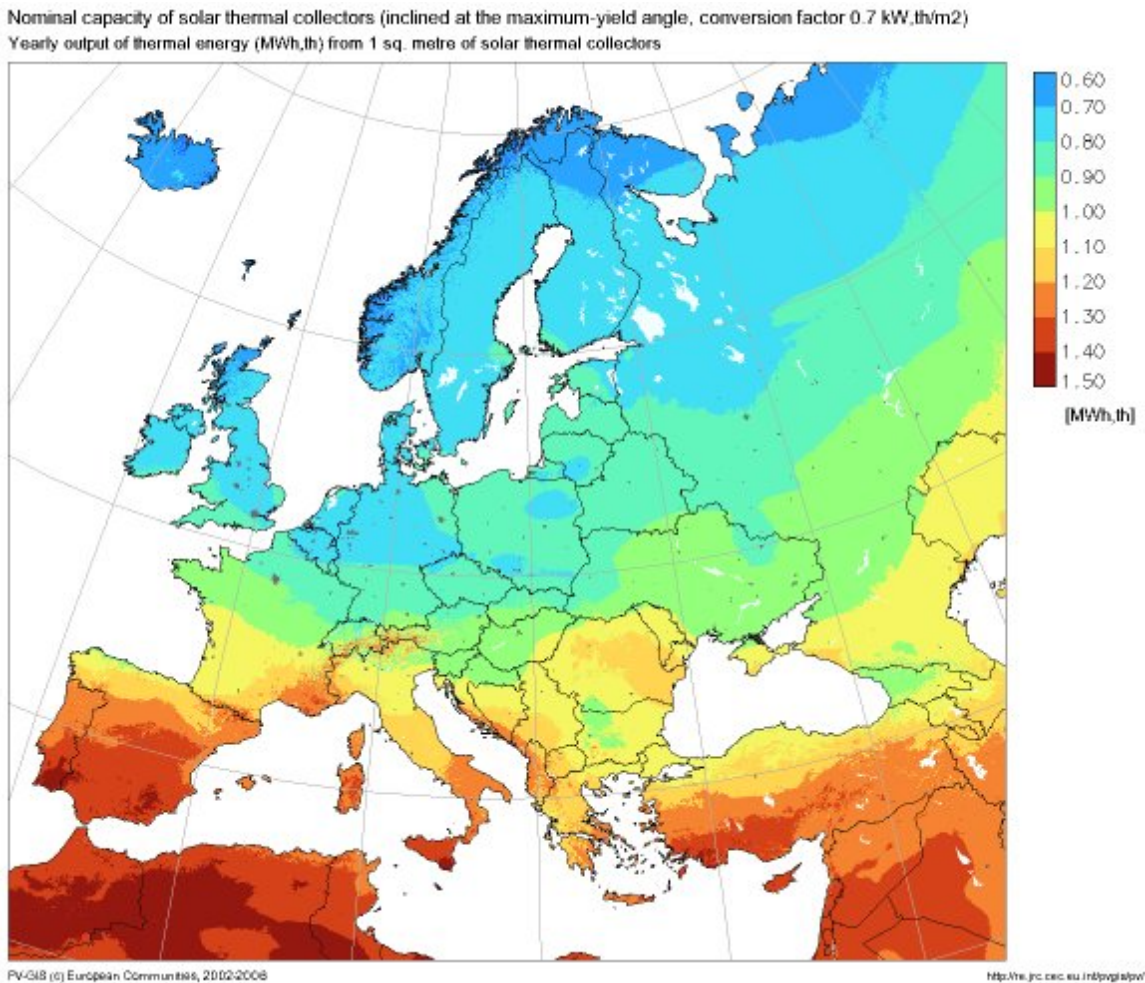 Nominal capacity of solar thermal collectors (inclined at the maximum-yield angle, conversion factor 0.7 kW,th/m2)
Yearly output of thermal energy (MWh,th) from 1 sq. metre of solar thermal collectors
0.60
0.70
0.80
0.90
1.00
1.10
1.20
1.30
1.40
1.50
[MWh,th]
PV-GIS (c) European Communities, 2002-2006
http://re.jrc.cec.eu.int/pvgis/pv/